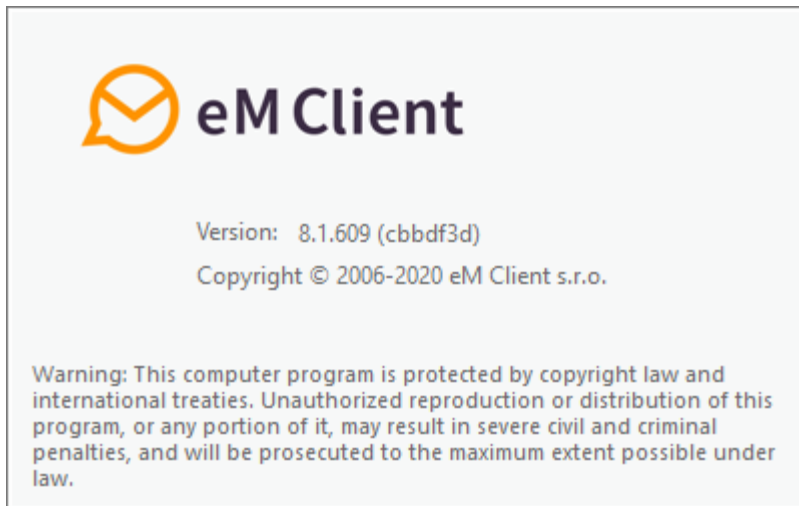 eM Client
Version: 8.1.609 (cbbdf3d)
Copyright © 2006-2020 eM Client s.r.o.
Warning: This computer program is protected by copyright law and
international treaties. Unauthorized reproduction or distribution of this
program, or any portion of it, may result in severe civil and criminal
penalties, and will be prosecuted to the maximum extent possible under
law.